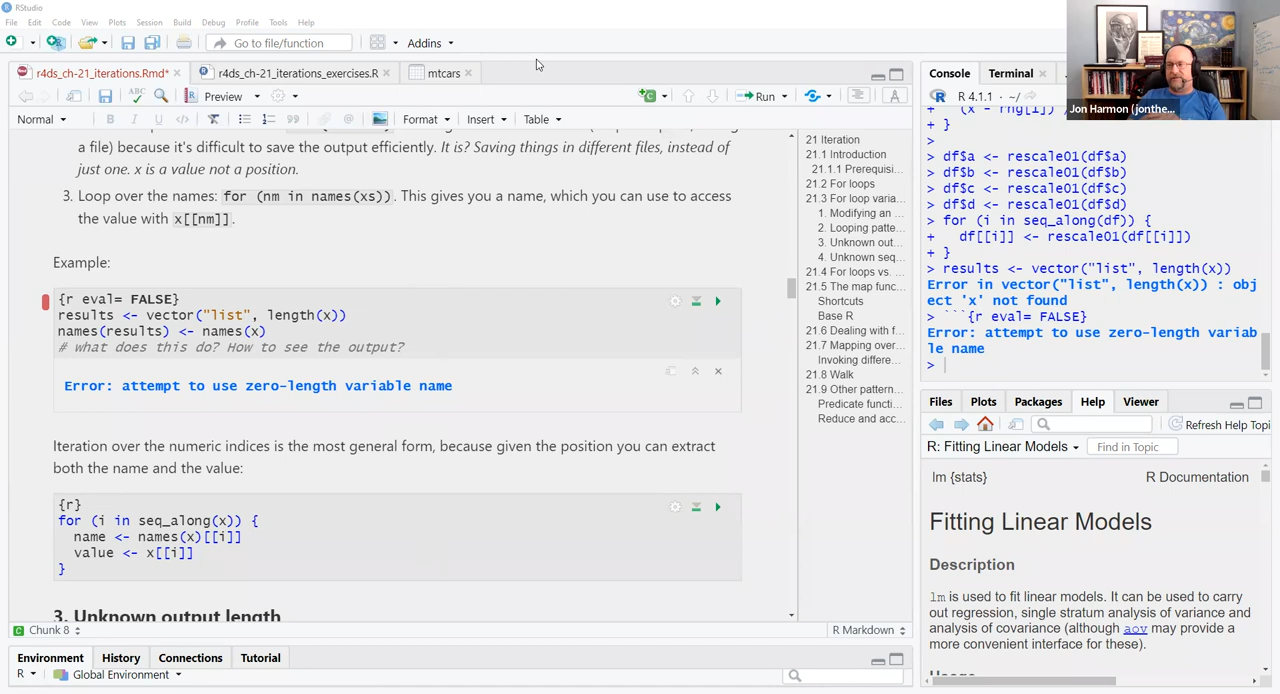 RStudio
File Edit Code View Plots Session Build Debug Profile Tools Help
Go to file/function Addins
r4ds_ch-21_iterations.Rmd* r4ds_ch-21_iterations_exercises.R mtcars
ABC Preview Run
Normal B I U </> Format Insert Table
a file) because it's difficult to save the output efficiently. It is? Saving things in different files, instead of
just one. x is a value not a position.
3. Loop over the names: for (nm in names(xs)). This gives you a name, which you can use to access
the value with x[[nm]].
Example:
{r eval= FALSE}
results <- vector("list", length(x))
names(results) <- names(x)
# what does this do? How to see the output?
Error: attempt to use zero-length variable name
Iteration over the numeric indices is the most general form, because given the position you can extract
both the name and the value:
{r}
for (i in seq_along(x)) {
name <- names(x)[[i]]
value <- x[[i]]
}
3. Unknown output length
Chunk 8 R Markdown
21 Iteration
21.1 Introduction
21.1.1 Prerequisi...
21.2 For loops
21.3 For loop varia...
1. Modifying an ...
2. Looping patte...
3. Unknown out...
4. Unknown seq...
21.4 For loops vs. ...
21.5 The map func...
Shortcuts
Base R
21.6 Dealing with f...
21.7 Mapping over...
Invoking differe...
21.8 Walk
21.9 Other pattern...
Predicate functi...
Reduce and acc...
Environment History Connections Tutorial
R Global Environment
Console Terminal
R 4.1.1 · ~/
Jon Harmon (jonthe...
+ (x - rng[1]) /
+ }
>
> df$a <- rescale01(df$a)
> df$b <- rescale01(df$b)
> df$c <- rescale01(df$c)
> df$d <- rescale01(df$d)
> for (i in seq_along(df)) {
+ df[[i]] <- rescale01(df[[i]])
+ }
> results <- vector("list", length(x))
Error in vector("list", length(x)) : obj
ect 'x' not found
> ```{r eval= FALSE}
Error: attempt to use zero-length variab
le name
>
Files Plots Packages Help Viewer
Refresh Help Topi
R: Fitting Linear Models Find in Topic
lm {stats} R Documentation
Fitting Linear Models
Description
lm is used to fit linear models. It can be used to carry
out regression, single stratum analysis of variance and
analysis of covariance (although aov may provide a
more convenient interface for these).